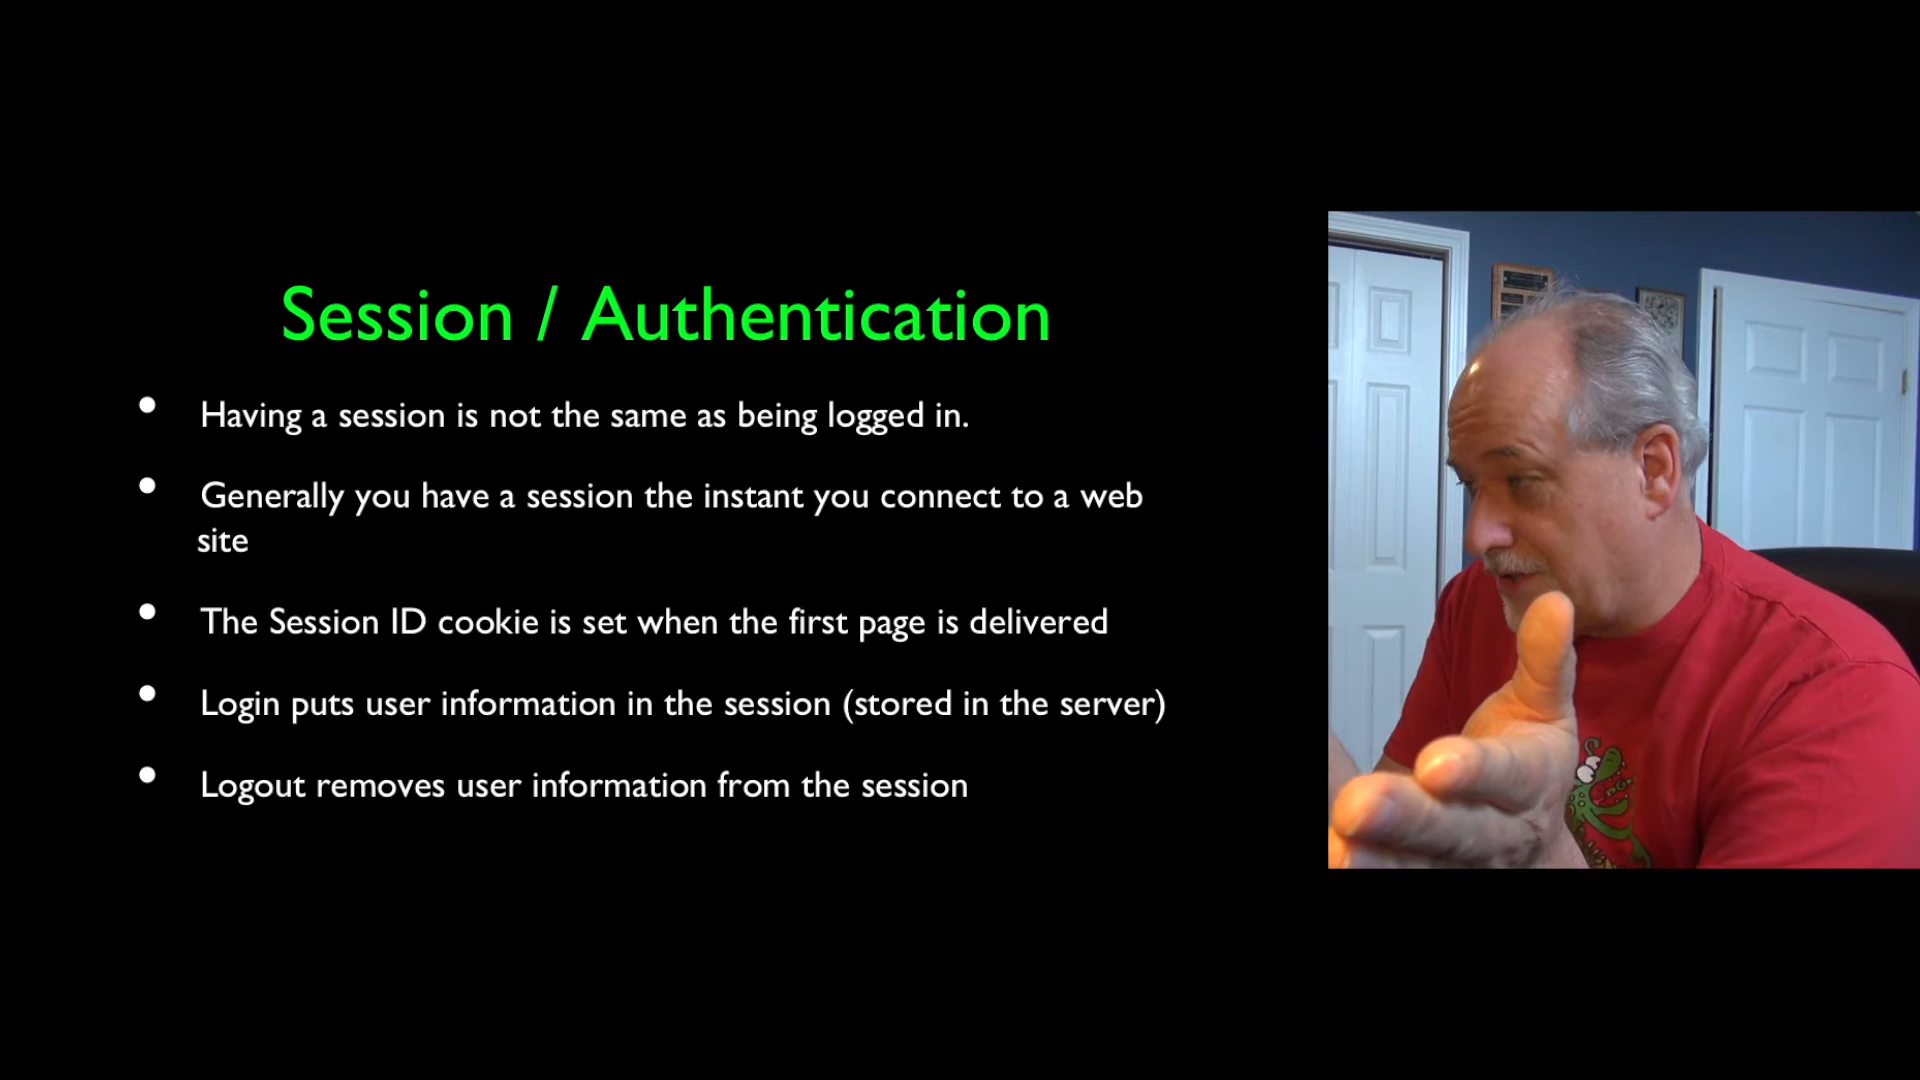 Session / Authentication
• Having a session is not the same as being logged in.
• Generally you have a session the instant you connect to a web
site
• The Session ID cookie is set when the first page is delivered
• Login puts user information in the session (stored in the server)
• Logout removes user information from the session